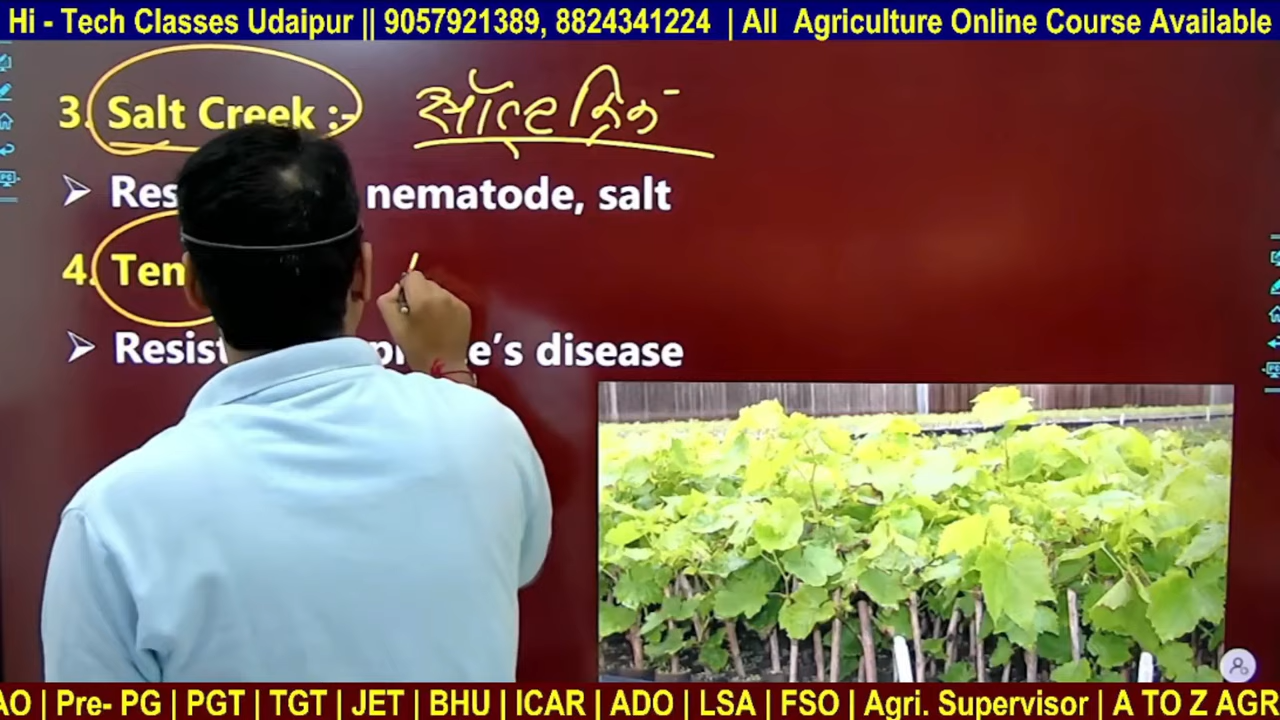 Hi - Tech Classes Udaipur || 9057921389, 8824341224 | All Agriculture Online Course Available
3. Salt Creek :- सॉल्ट क्रिक
➤ Res nematode, salt
4. Tem
➤ Resist e's disease
AO | Pre- PG | PGT | TGT | JET | BHU | ICAR | ADO | LSA | FSO | Agri. Supervisor | A TO Z AGR